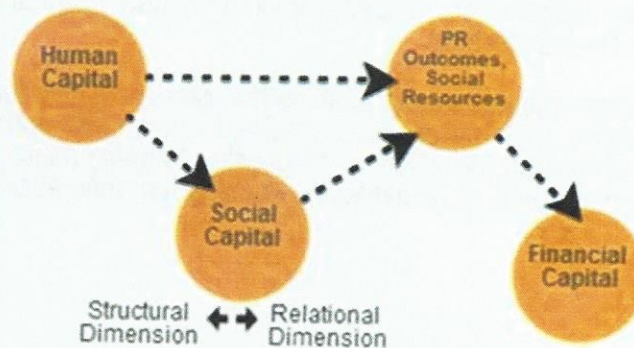 Human
Capital
PR
Outcomes,
Social
Resources
Social
Capital
Financial
Capital
Structural
Dimension
Relational
Dimension